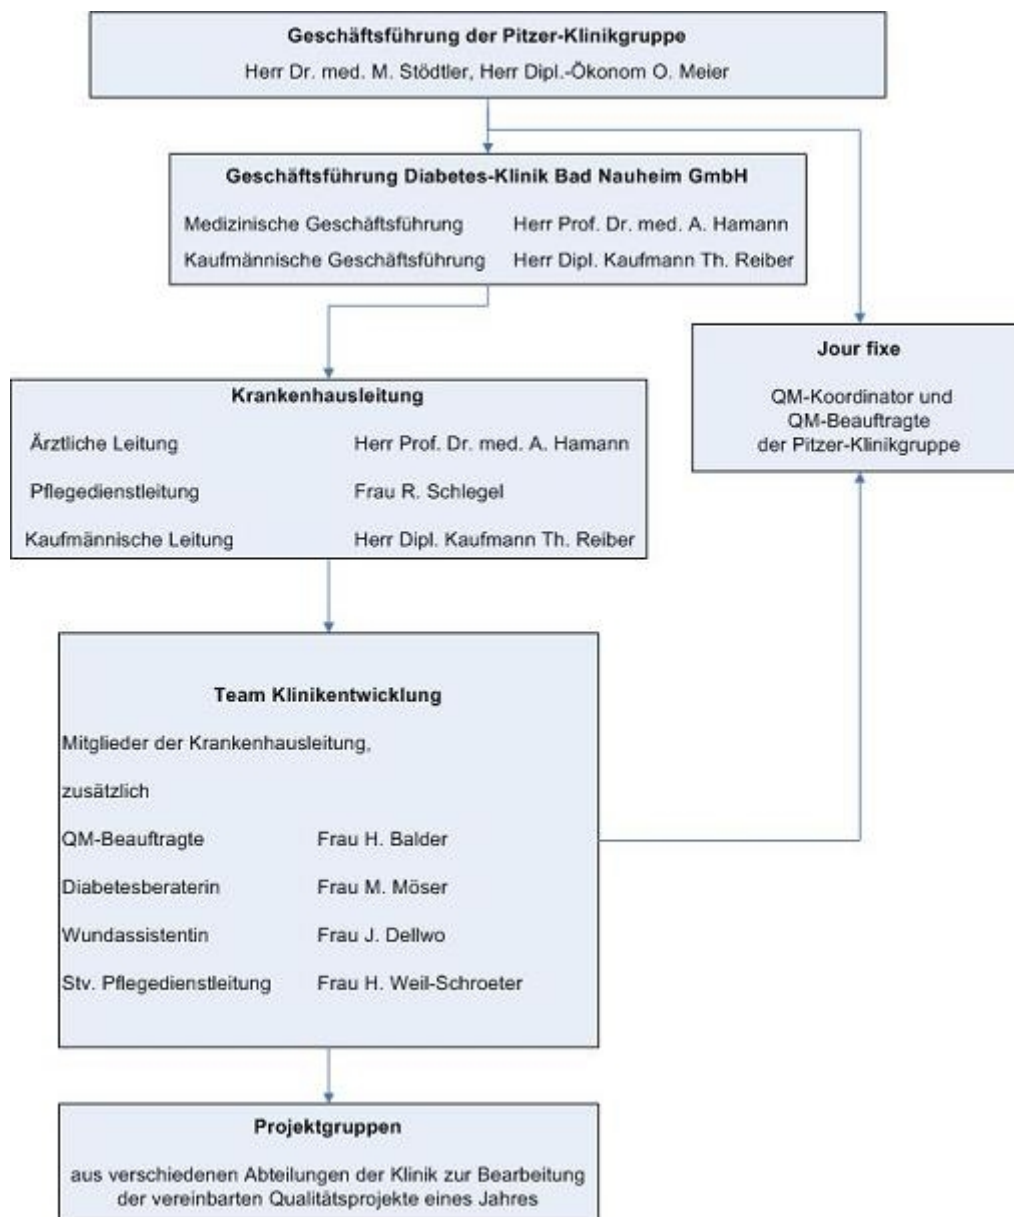 Geschäftsführung der Pitzer-Klinikgruppe
Herr Dr. med. M. Stödtler, Herr Dipl.-Ökonom O. Meier
Geschäftsführung Diabetes-Klinik Bad Nauheim GmbH
Medizinische Geschäftsführung Herr Prof. Dr. med. A. Hamann
Kaufmännische Geschäftsführung Herr Dipl. Kaufmann Th. Reiber
Jour fixe
QM-Koordinator und
QM-Beauftragte
der Pitzer-Klinikgruppe
Krankenhausleitung
Ärztliche Leitung Herr Prof. Dr. med. A. Hamann
Pflegedienstleitung Frau R. Schlegel
Kaufmännische Leitung Herr Dipl. Kaufmann Th. Reiber
Team Klinikentwicklung
Mitglieder der Krankenhausleitung,
zusätzlich
QM-Beauftragte Frau H. Balder
Diabetesberaterin Frau M. Möser
Wundassistentin Frau J. Dellwo
Stv. Pflegedienstleitung Frau H. Weil-Schroeter
Projektgruppen
aus verschiedenen Abteilungen der Klinik zur Bearbeitung
der vereinbarten Qualitätsprojekte eines Jahres